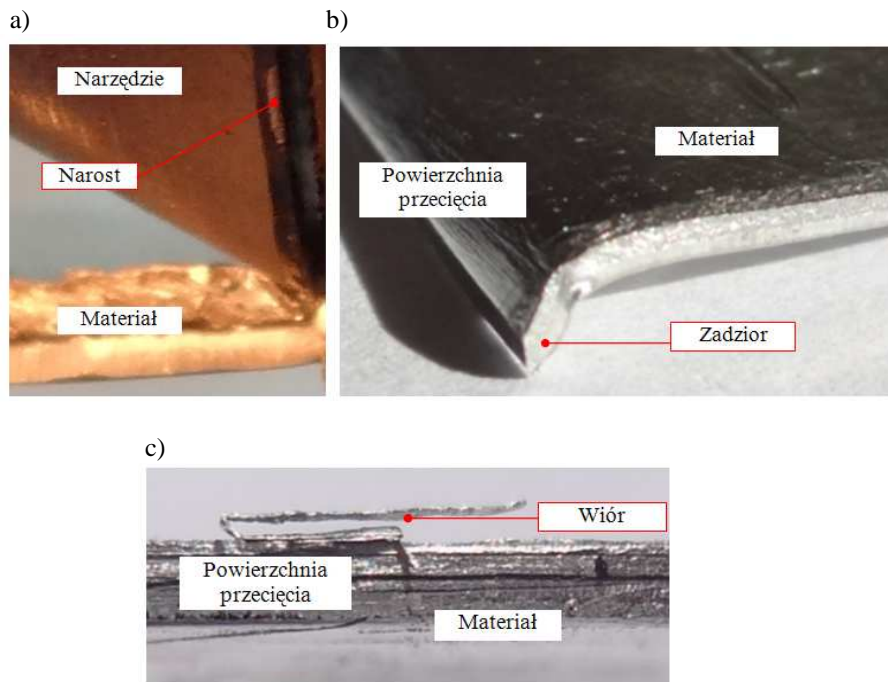 a)
b)
Narzędzie
Narost
Materiał
Materiał
Powierzchnia
przecięcia
Zadzior
c)
Wiór
Powierzchnia
przecięcia
Materiał